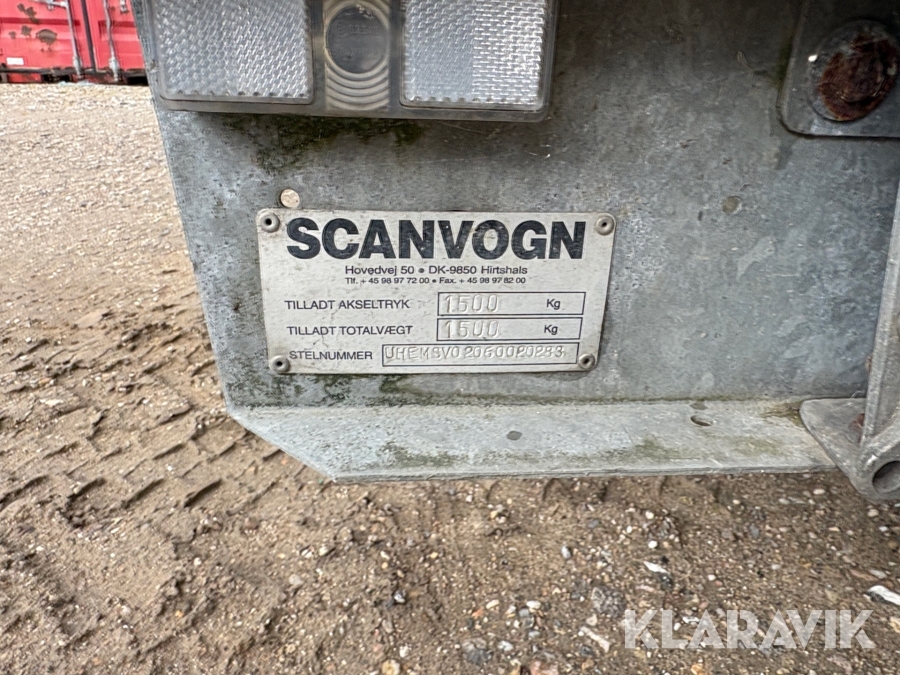 SCANVOGN
Hovedvej 50 • DK-9850 Hirtshals
Tlf. + 45 98 97 72 00 • Fax. + 45 98 97 82 00
TILLADT AKSELTRYK 1500 Kg
TILLADT TOTALVÆGT 1500 Kg
STELNUMMER
KLARAVIK